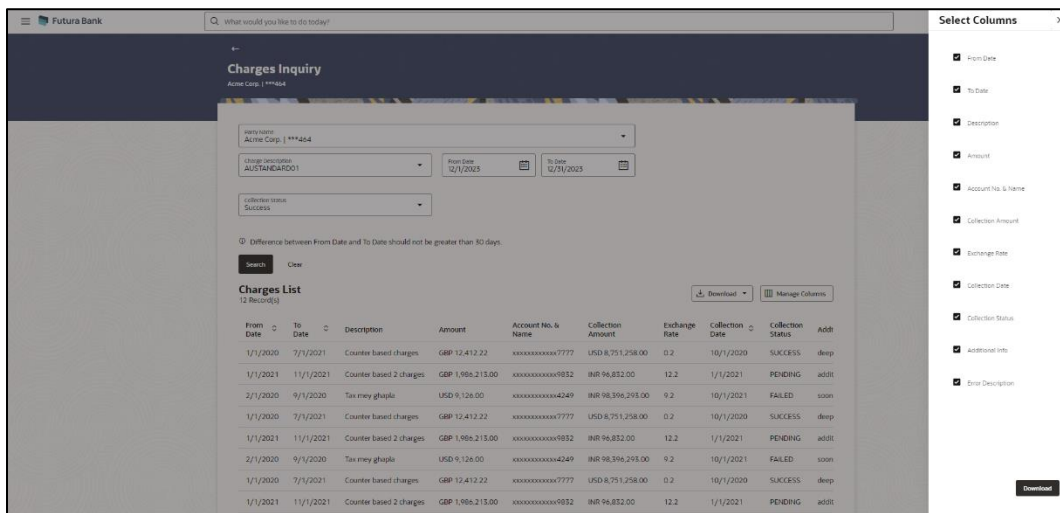 Futura Bank
What would you like to do today?
Select Columns
←
Charges Inquiry
Acme Corp. | ***464
Party Name
Acme Corp. | ***464
Charge Description
AUSTANDARD01
From Date
12/1/2023
To Date
12/31/2023
Collection Status
Success
Difference between From Date and To Date should not be greater than 30 days.
Search Clear
Charges List
12 Record(s)
Download Manage Columns
From Date To Date Description Amount Account No. & Name Collection Amount Exchange Rate Collection Date Collection Status Addi
1/1/2020 7/1/2021 Counter based charges GBP 12,412.22 xxxxxxxxxxxx7777 USD 8,751,258.00 0.2 10/1/2020 SUCCESS deep
1/1/2021 11/1/2021 Counter based 2 charges GBP 1,986,213.00 xxxxxxxxxxxx9832 INR 96,832.00 12.2 1/1/2021 PENDING addit
2/1/2020 9/1/2020 Tax mey ghapla USD 9,126.00 xxxxxxxxxxxx4249 INR 98,396,293.00 9.2 10/1/2021 FAILED soon
1/1/2020 7/1/2021 Counter based charges GBP 12,412.22 xxxxxxxxxxxx7777 USD 8,751,258.00 0.2 10/1/2020 SUCCESS deep
1/1/2021 11/1/2021 Counter based 2 charges GBP 1,986,213.00 xxxxxxxxxxxx9832 INR 96,832.00 12.2 1/1/2021 PENDING addit
2/1/2020 9/1/2020 Tax mey ghapla USD 9,126.00 xxxxxxxxxxxx4249 INR 98,396,293.00 9.2 10/1/2021 FAILED soon
1/1/2020 7/1/2021 Counter based charges GBP 12,412.22 xxxxxxxxxxxx7777 USD 8,751,258.00 0.2 10/1/2020 SUCCESS deep
1/1/2021 11/1/2021 Counter based 2 charges GBP 1,986,213.00 xxxxxxxxxxxx9832 INR 96,832.00 12.2 1/1/2021 PENDING addit
From Date
To Date
Description
Amount
Account No. & Name
Collection Amount
Exchange Rate
Collection Date
Collection Status
Additional Info
Error Description
Download